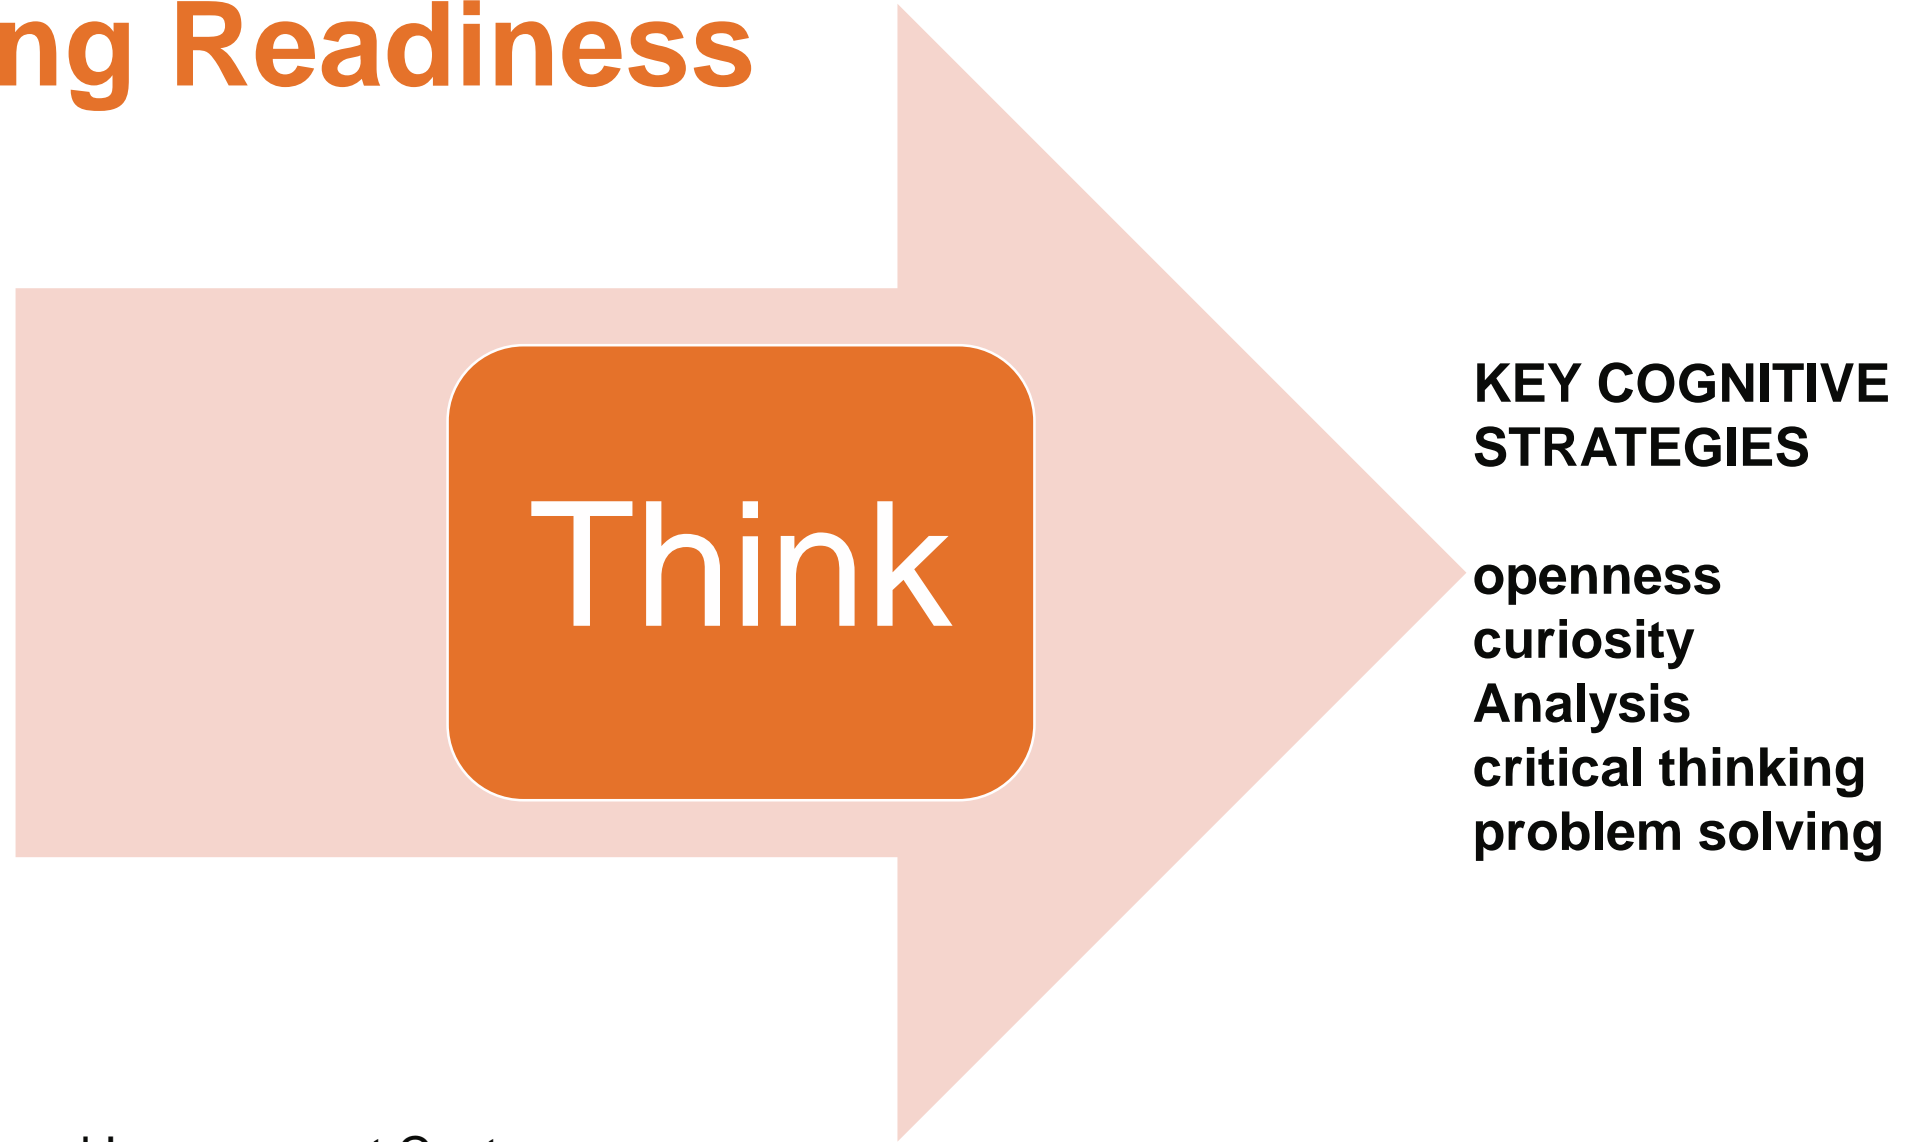 ng Readiness
Think
KEY COGNITIVE
STRATEGIES
openness
curiosity
Analysis
critical thinking
problem solving